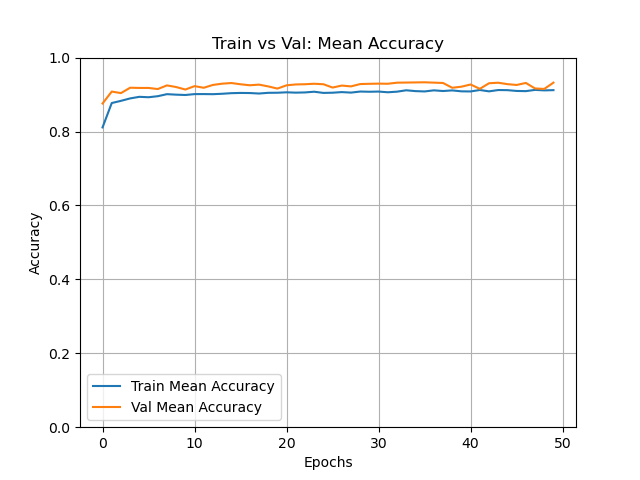 Train vs Val: Mean Accuracy
1.0
0.8
0.6
0.4
0.2
0.0
Accuracy
Train Mean Accuracy
Val Mean Accuracy
0 10 20 30 40 50
Epochs